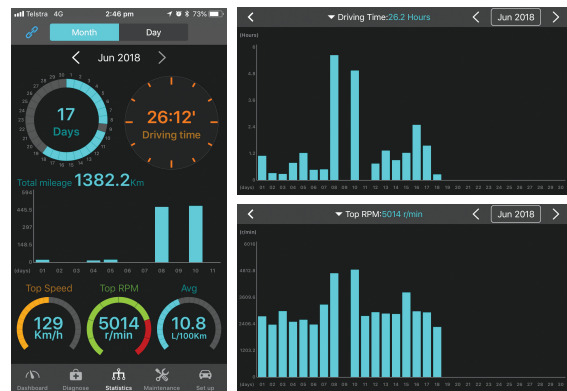 Telstra 4G 2:46 pm 73%
Month Day
Jun 2018
17
Days
26:12'
Driving time
Total mileage 1382.2Km
594
445.5
297
148.5
0
(days) 01 02 03 04 05 06 07 08 09 10 11
Top Speed Top RPM Avg
129
Km/h
5014
r/min
10.8
L/100Km
Dashboard Diagnose Statistics Maintenance Set up
Driving Time:26.2 Hours Jun 2018
(Hours)
6
4.8
3.6
2.4
1.2
0
(days) 01 02 03 04 05 06 07 08 09 10 11 12 13 14 15 16 17 18 19 20 21 22 23 24 25 26 27 28 29 30
Top RPM:5014 r/min Jun 2018
(r/min)
6016
4812.8
3609.6
2406.4
1203.2
0
(days) 01 02 03 04 05 06 07 08 09 10 11 12 13 14 15 16 17 18 19 20 21 22 23 24 25 26 27 28 29 30